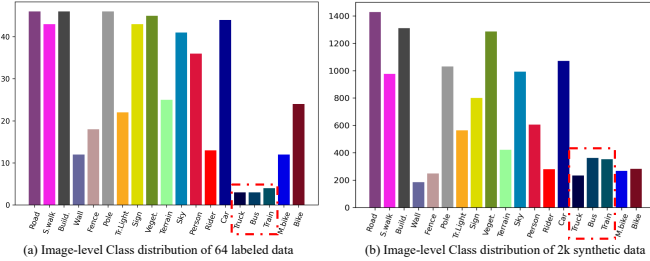 40
30
20
10
0
Road
S.walk
Build.
Wall
Fence
Pole
Tr.Light
Sign
Veget.
Terrain
Sky
Person
Rider
Car
Truck
Bus
Train
M.bike
Bike
(a) Image-level Class distribution of 64 labeled data
1400
1200
1000
800
600
400
200
0
Road
S.walk
Build.
Wall
Fence
Pole
Tr.Light
Sign
Veget.
Terrain
Sky
Person
Rider
Car
Truck
Bus
Train
M.bike
Bike
(b) Image-level Class distribution of 2k synthetic data